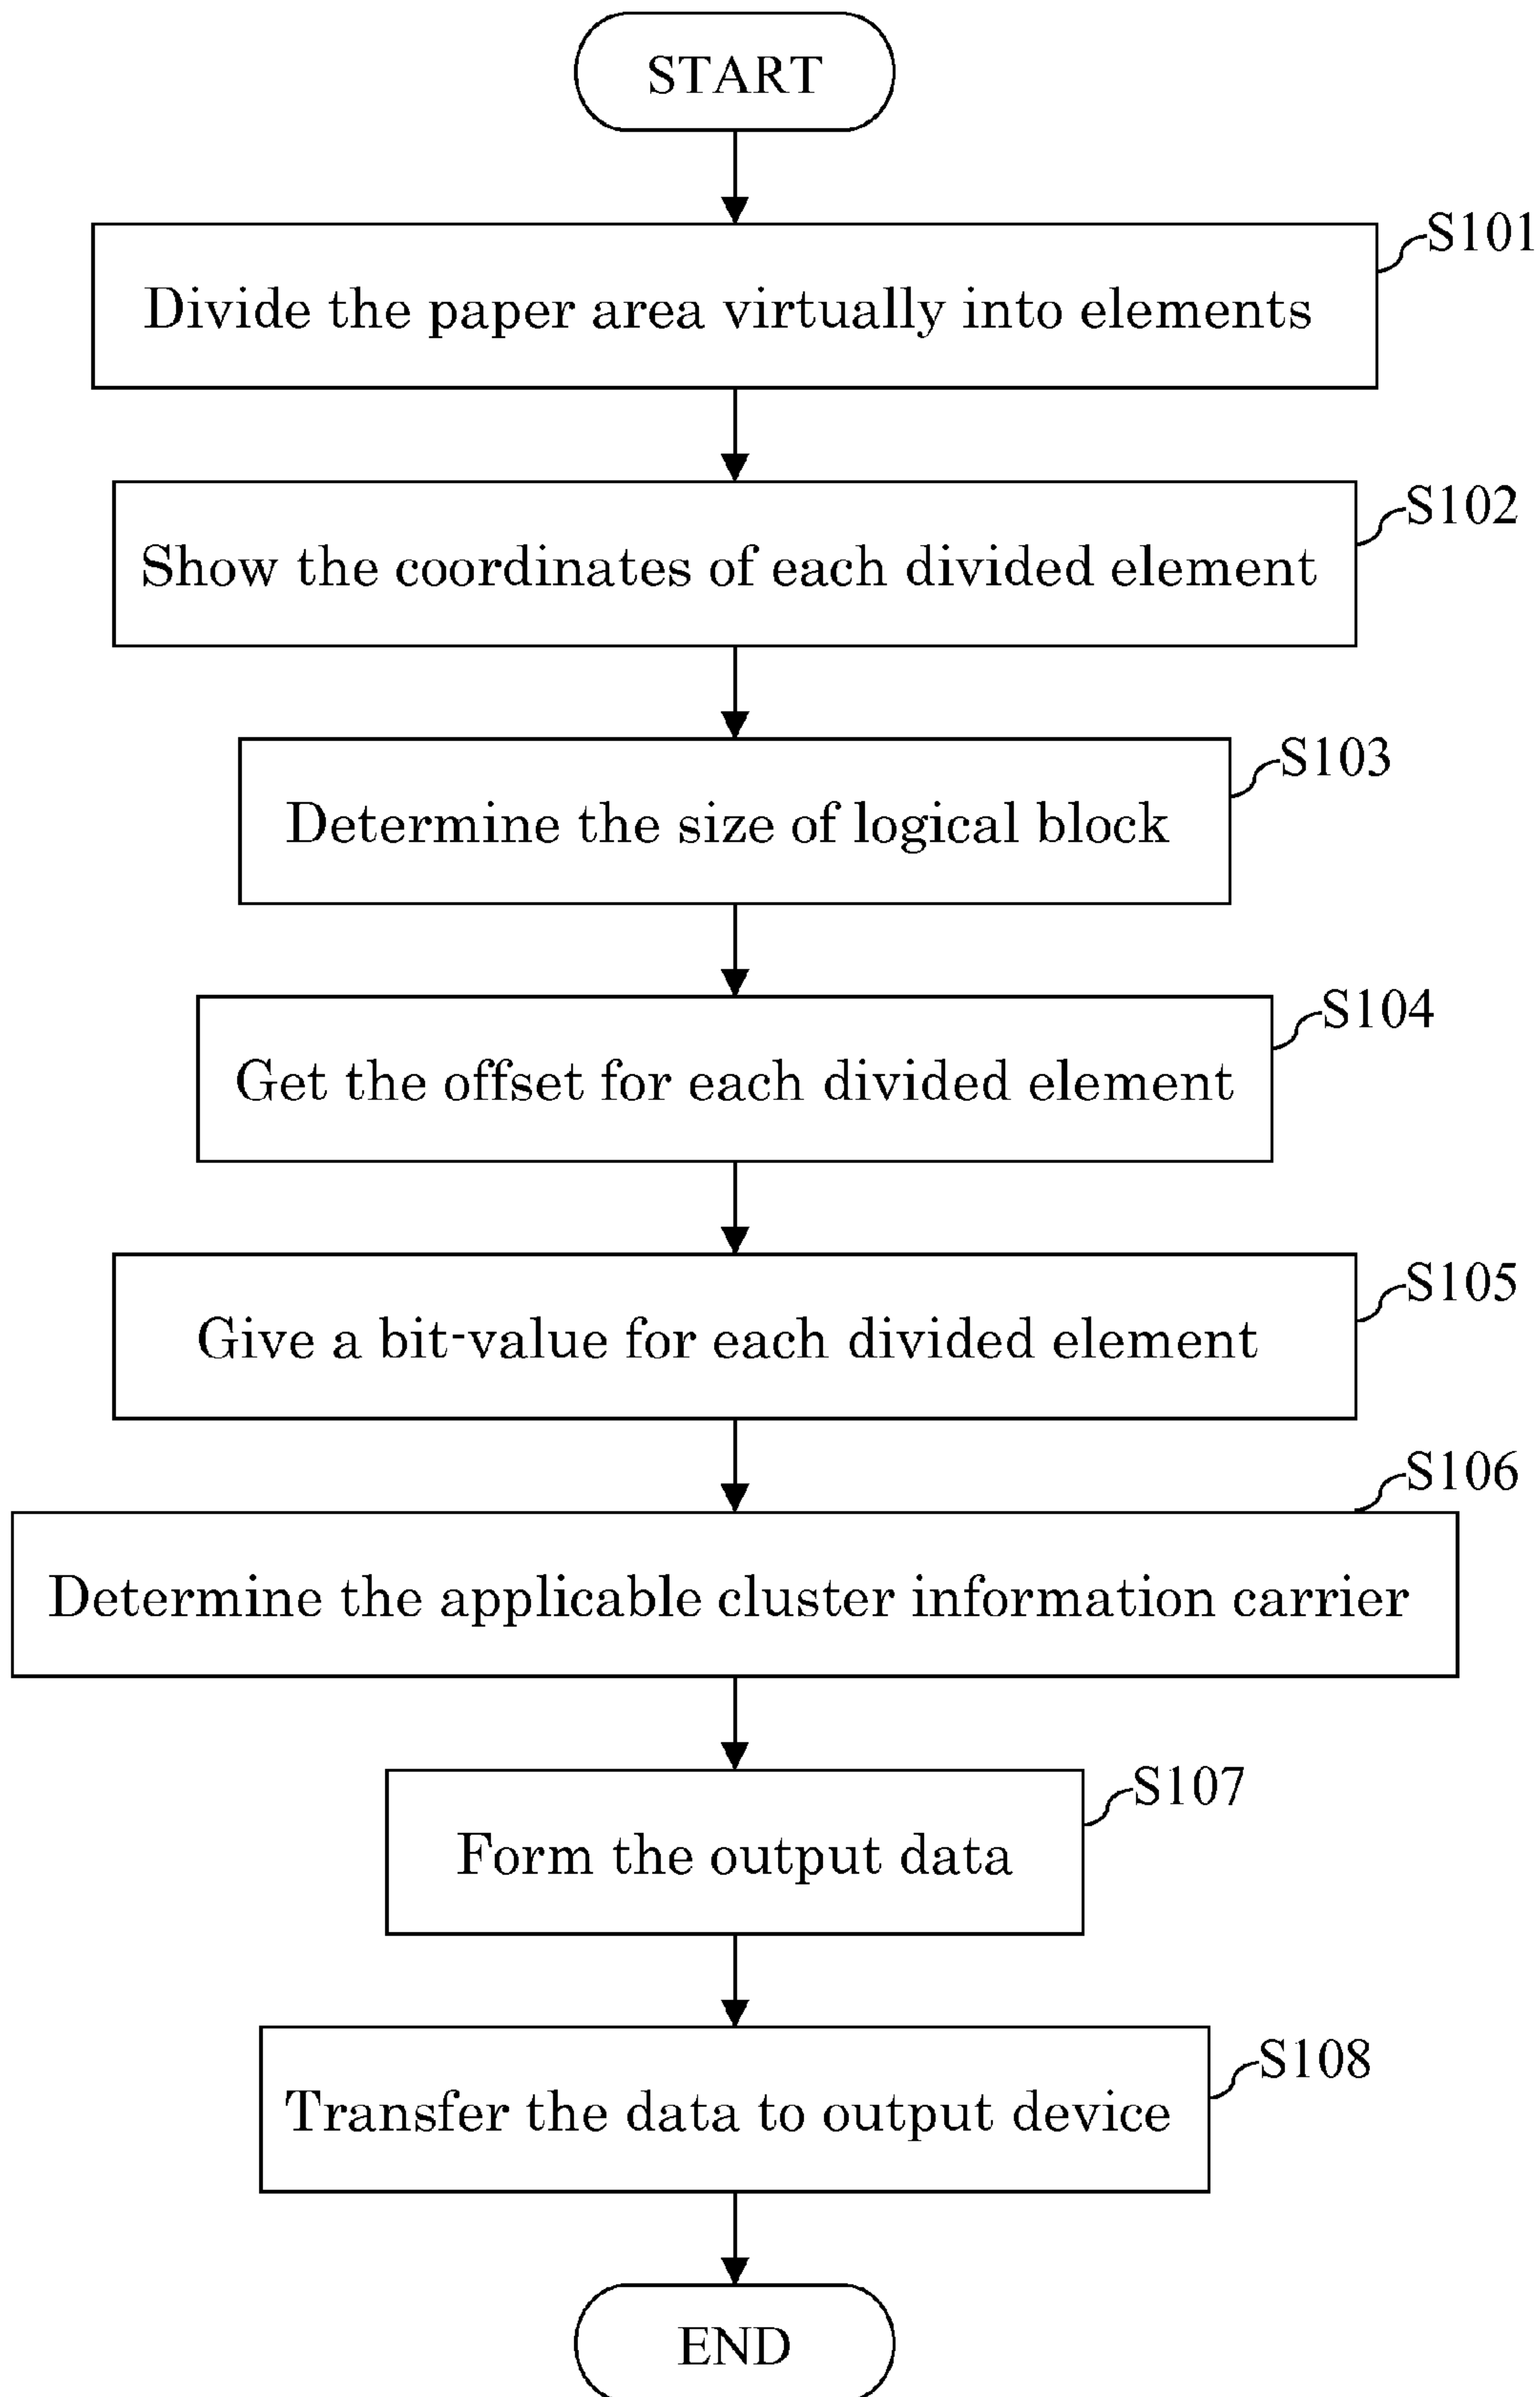 START
S101
Divide the paper area virtually into elements
S102
Show the coordinates of each divided element
S103
Determine the size of logical block
S104
Get the offset for each divided element
S105
Give a bit-value for each divided element
S106
Determine the applicable cluster information carrier
S107
Form the output data
S108
Transfer the data to output device
END